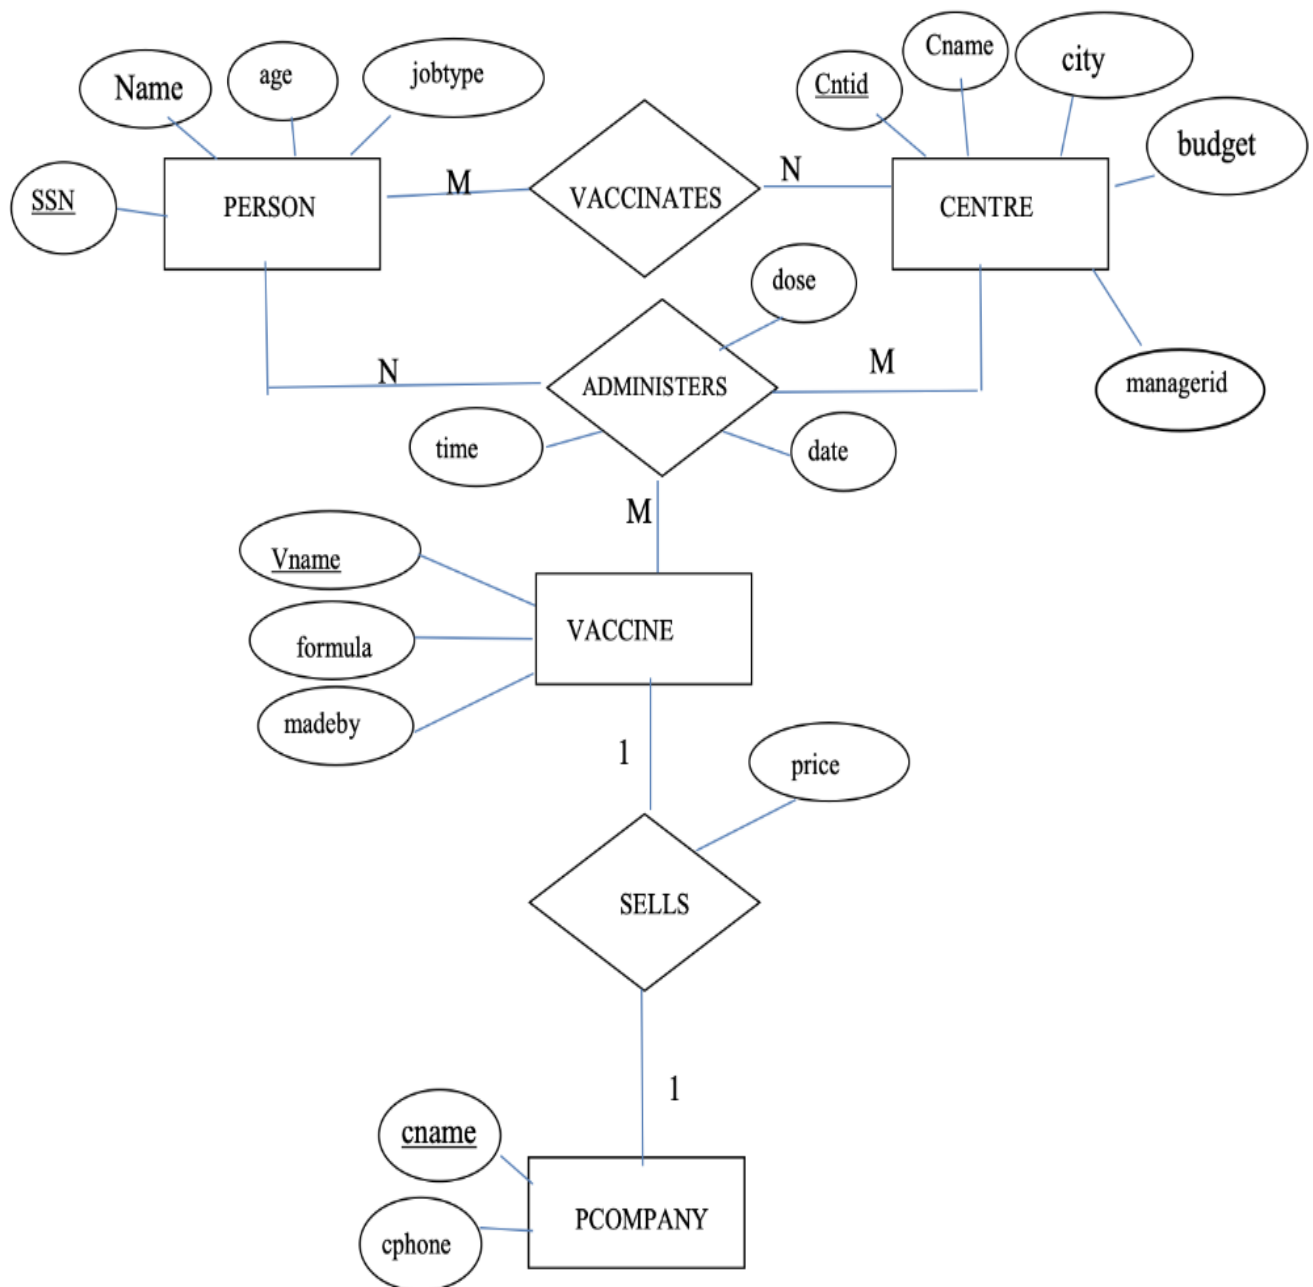 Cname
city
Name
age
jobtype
Cntid
budget
M
N
VACCINATES
SSN
PERSON
CENTRE
dose
N
ADMINISTERS
M
managerid
time
date
M
Vname
VACCINE
formula
madeby
1
price
SELLS
1
cname
PCOMPANY
cphone